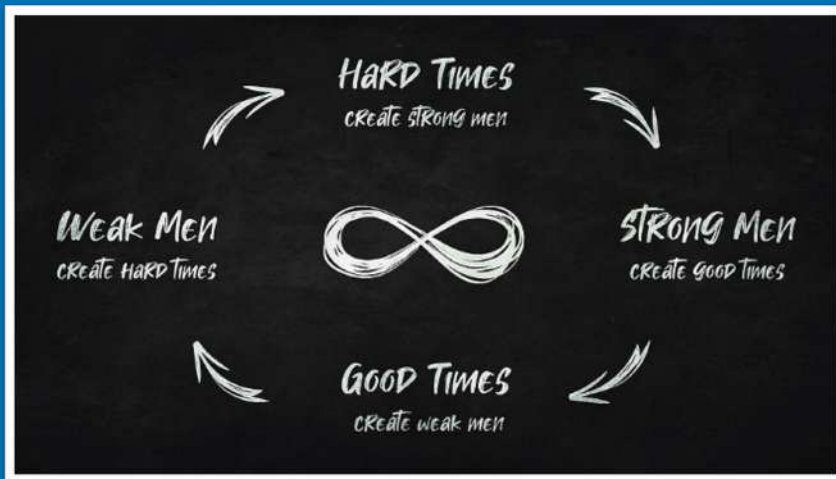 HARD TIMES
CREATE STRONG MEN
WEAK MEN
CREATE HARD TIMES
STRONG MEN
CREATE GOOD TIMES
GOOD TIMES
CREATE WEAK MEN